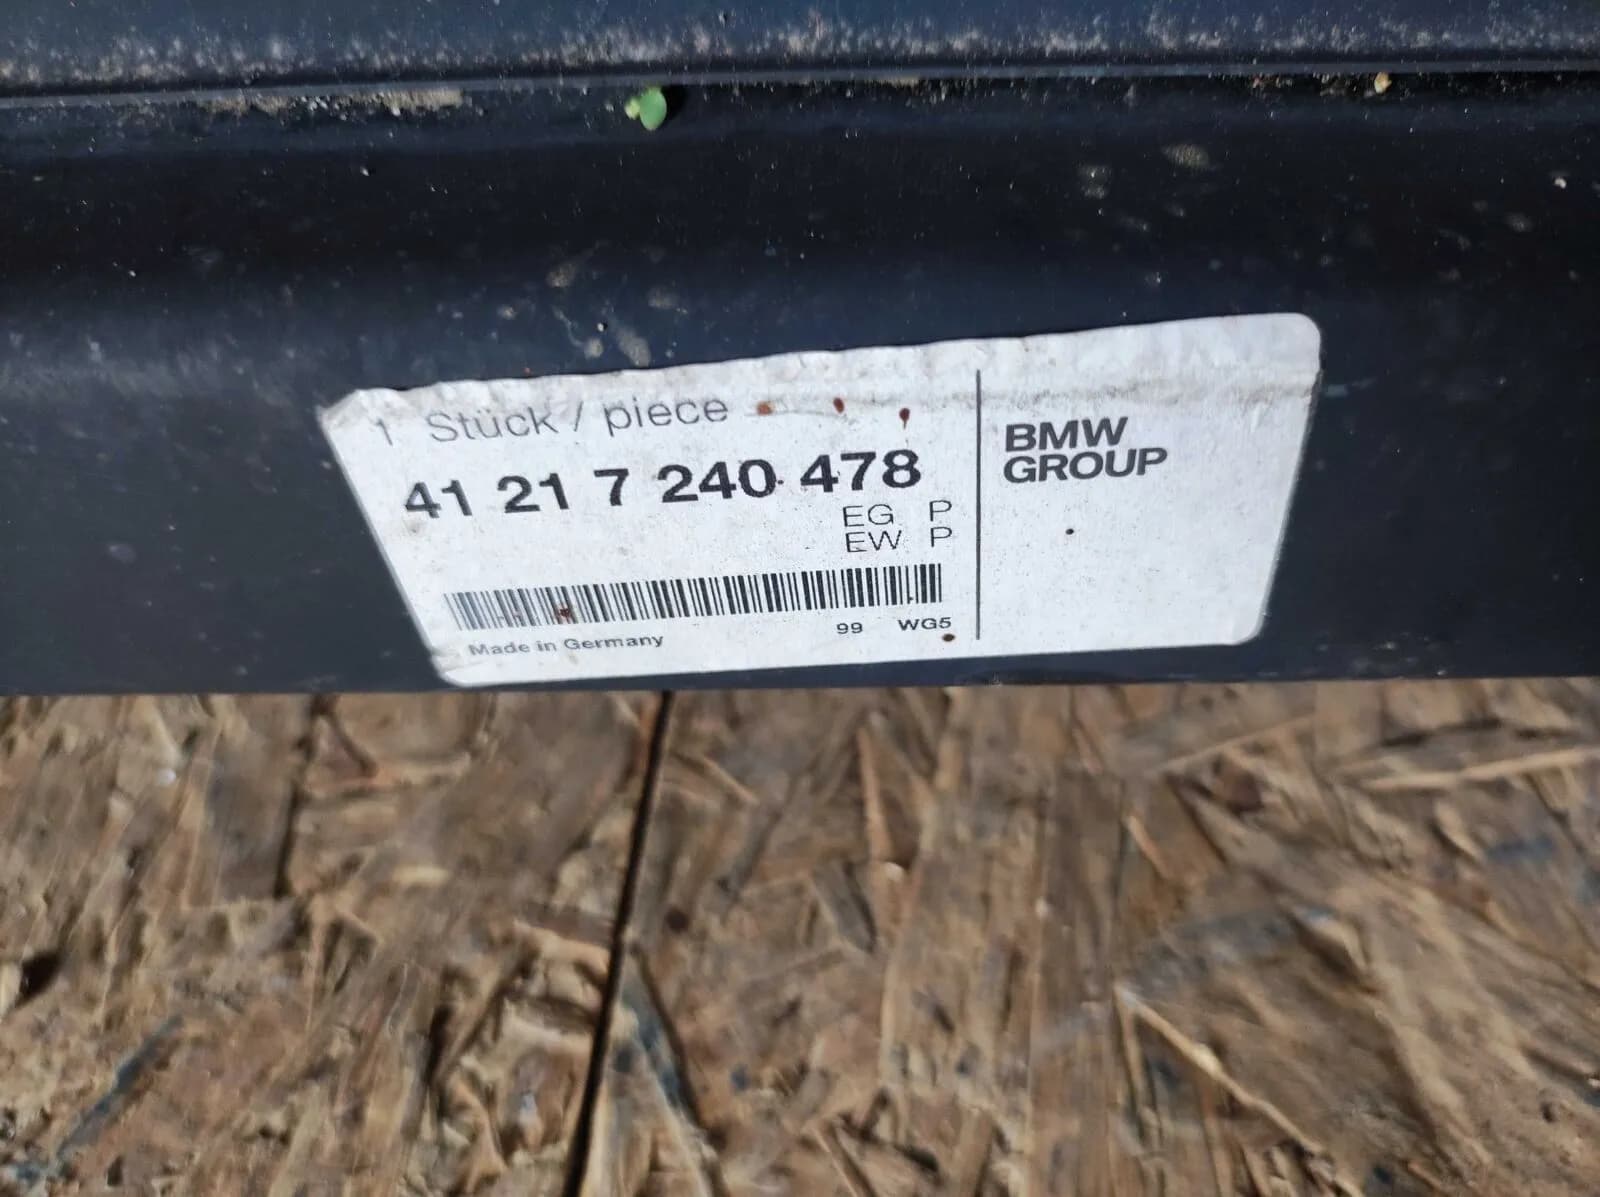 1 Stück / piece
41 21 7 240 478
EG P
EW P
Made in Germany
99 WG5
BMW
GROUP